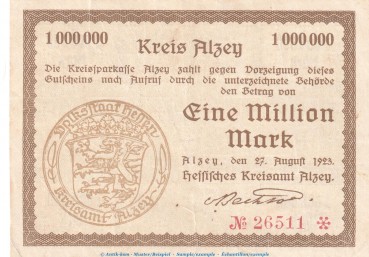 1 000 000 1 000 000
Kreis Alzey
Die Kreissparkasse Alzey zahlt gegen Vorzeigung dieses
Gutscheins nach Aufruf durch die unterzeichnete Behörde
den Betrag von
Eine Million
Mark
Alzey, den 27. August 1923.
Hessisches Kreisamt Alzey.
Volksstaat Hessen
Kreisamt Alzey
№ 26511 *